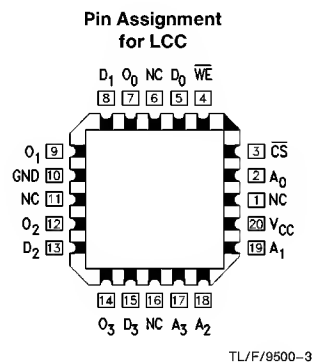 Pin Assignment
for LCC
D1 O0 NC D0 W̅E̅
8 7 6 5 4
O1 9
GND 10
NC 11
O2 12
D2 13
3 C̅S̅
2 A0
1 NC
20 VCC
19 A1
14 15 16 17 18
O3 D3 NC A3 A2
TL/F/9500–3